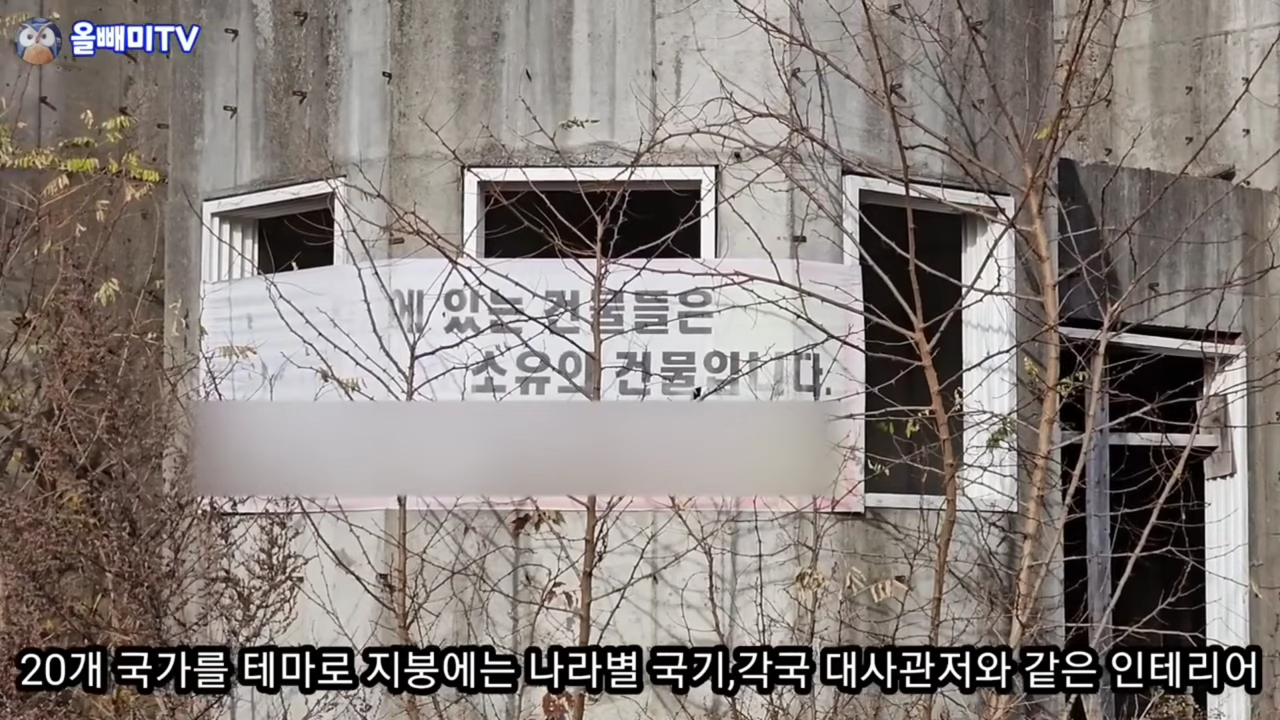 올빼미TV
에 있는 건물들은
소유의 건물입니다.
20개 국가를 테마로 지붕에는 나라별 국기,각국 대사관저와 같은 인테리어